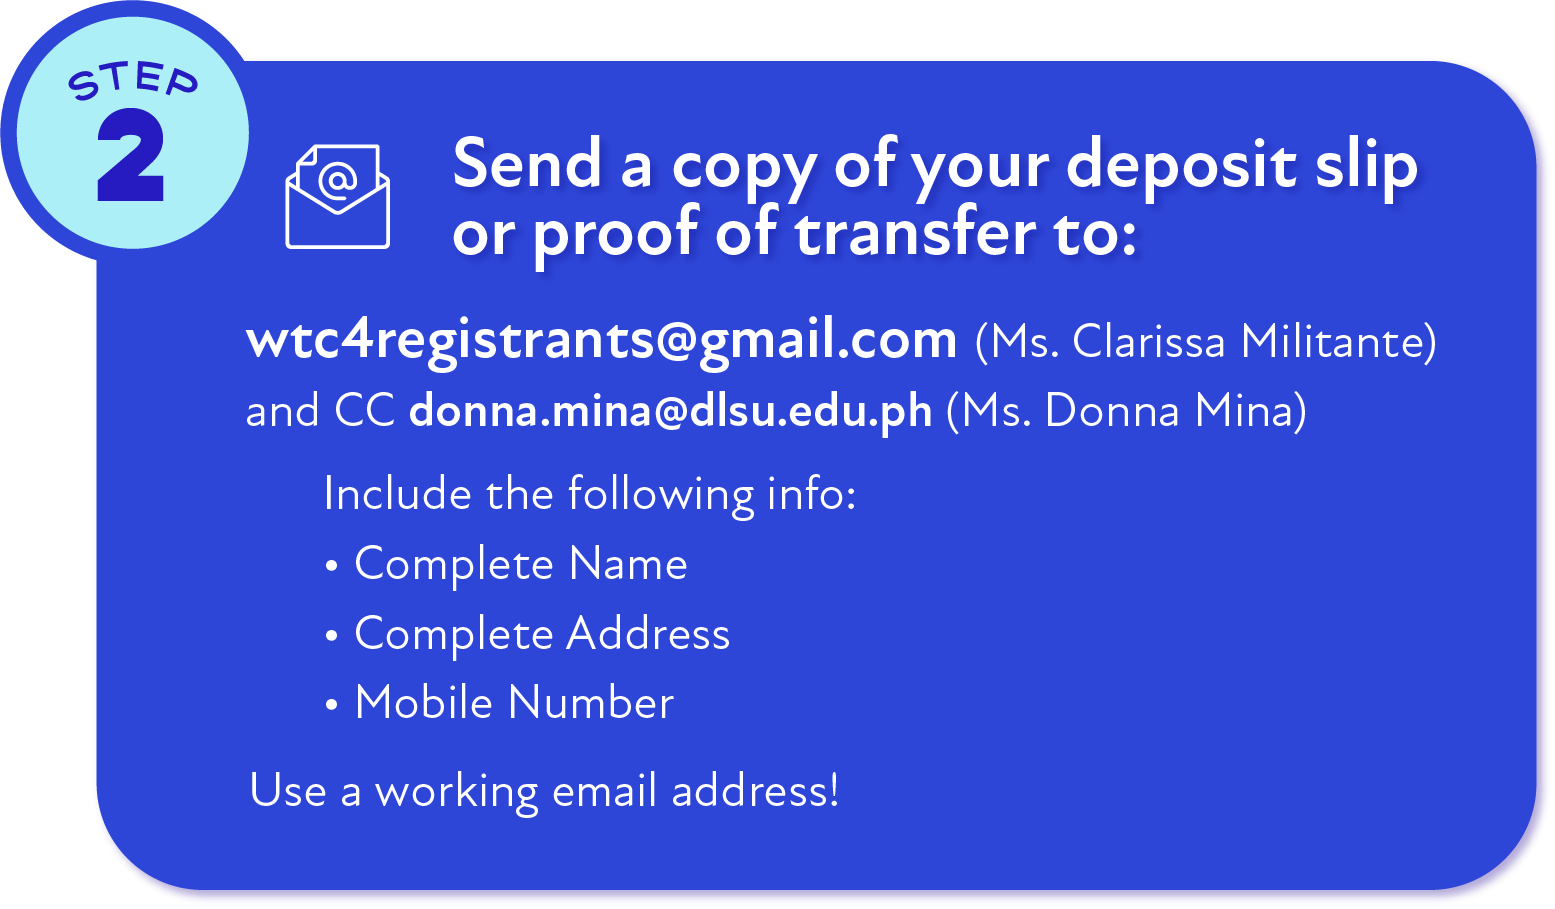 STEP
2
Send a copy of your deposit slip
or proof of transfer to:
wtc4registrants@gmail.com (Ms. Clarissa Militante)
and CC donna.mina@dlsu.edu.ph (Ms. Donna Mina)
Include the following info:
• Complete Name
• Complete Address
• Mobile Number
Use a working email address!